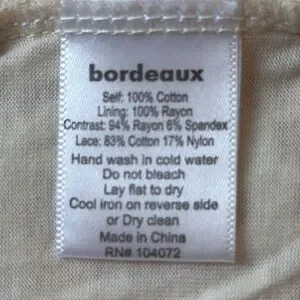 bordeaux
Self: 100% Cotton
Lining: 100% Rayon
Contrast: 94% Rayon 6% Spandex
Lace: 83% Cotton 17% Nylon
Hand wash in cold water
Do not bleach
Lay flat to dry
Cool iron on reverse side
or Dry clean
Made in China
RN# 104072